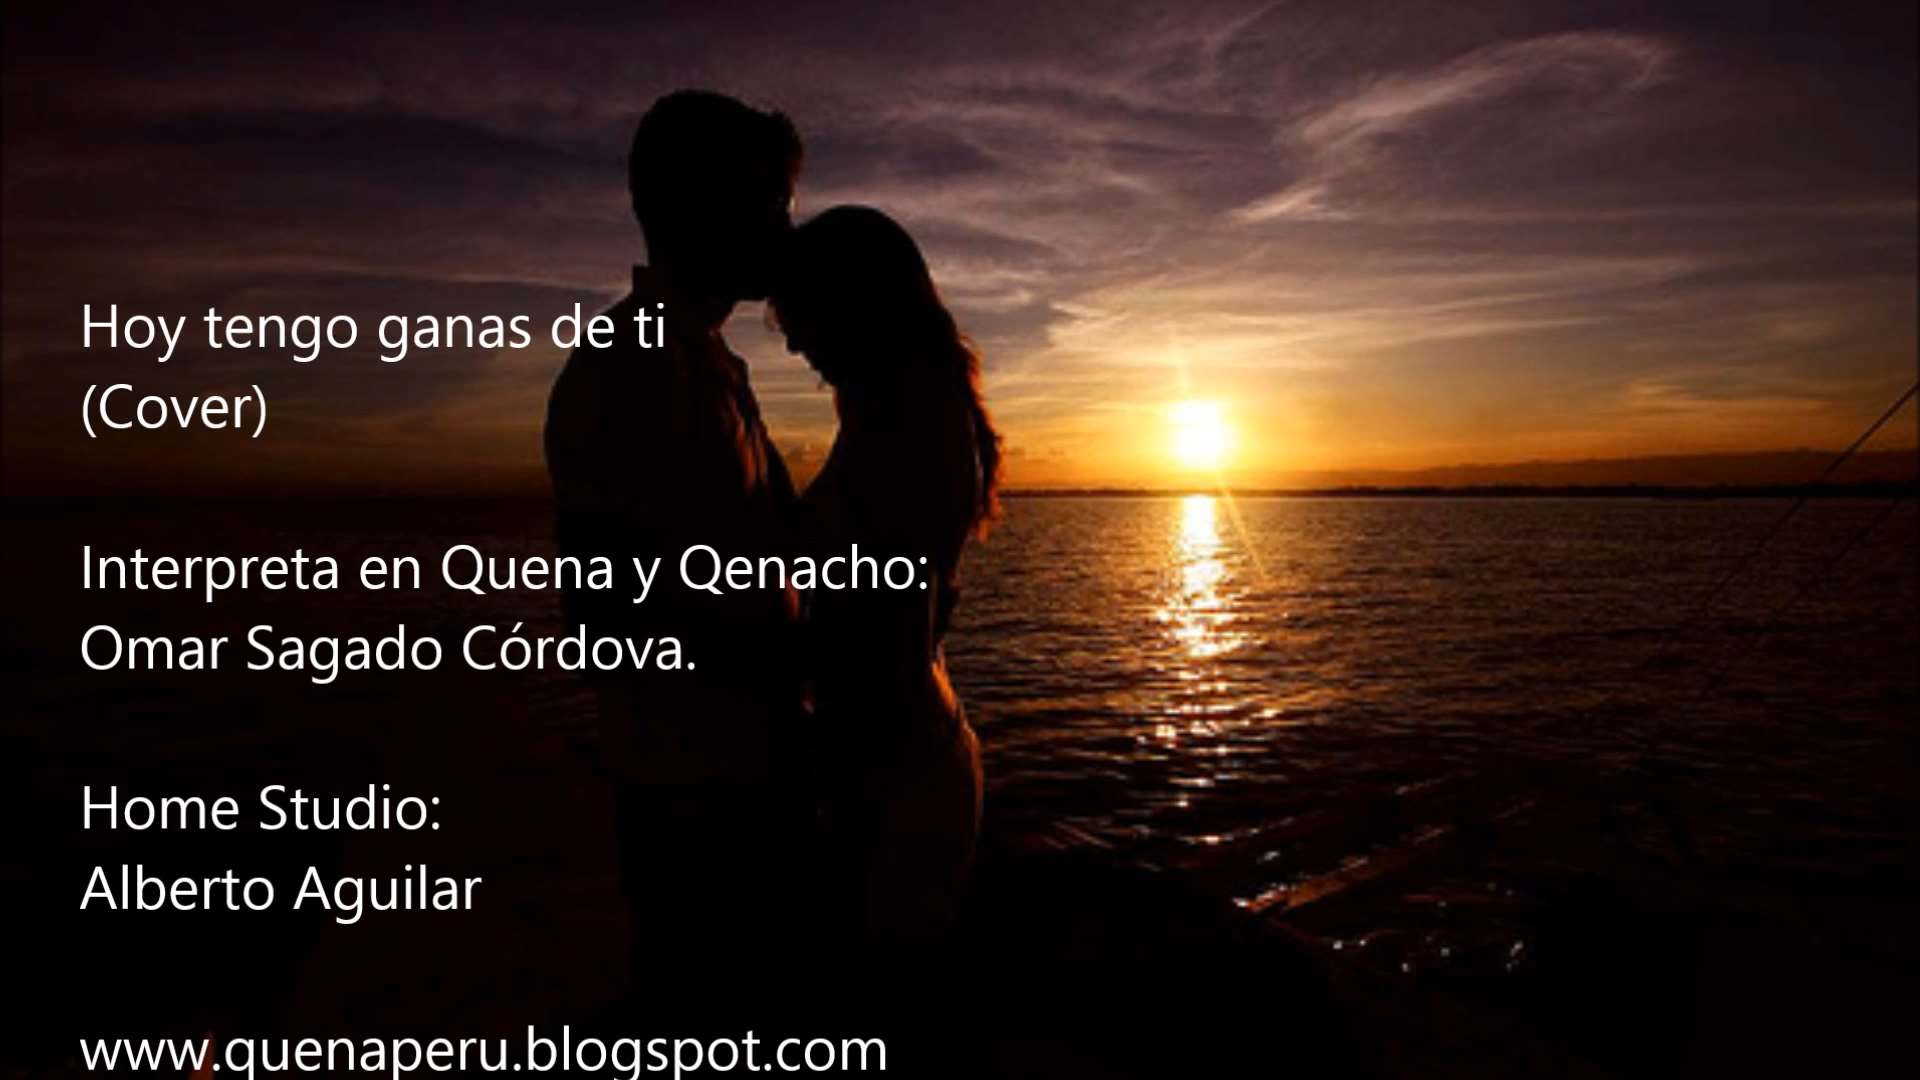 Hoy tengo ganas de ti
(Cover)
Interpreta en Quena y Qenacho:
Omar Sagado Córdova.
Home Studio:
Alberto Aguilar
www.quenaperu.blogspot.com